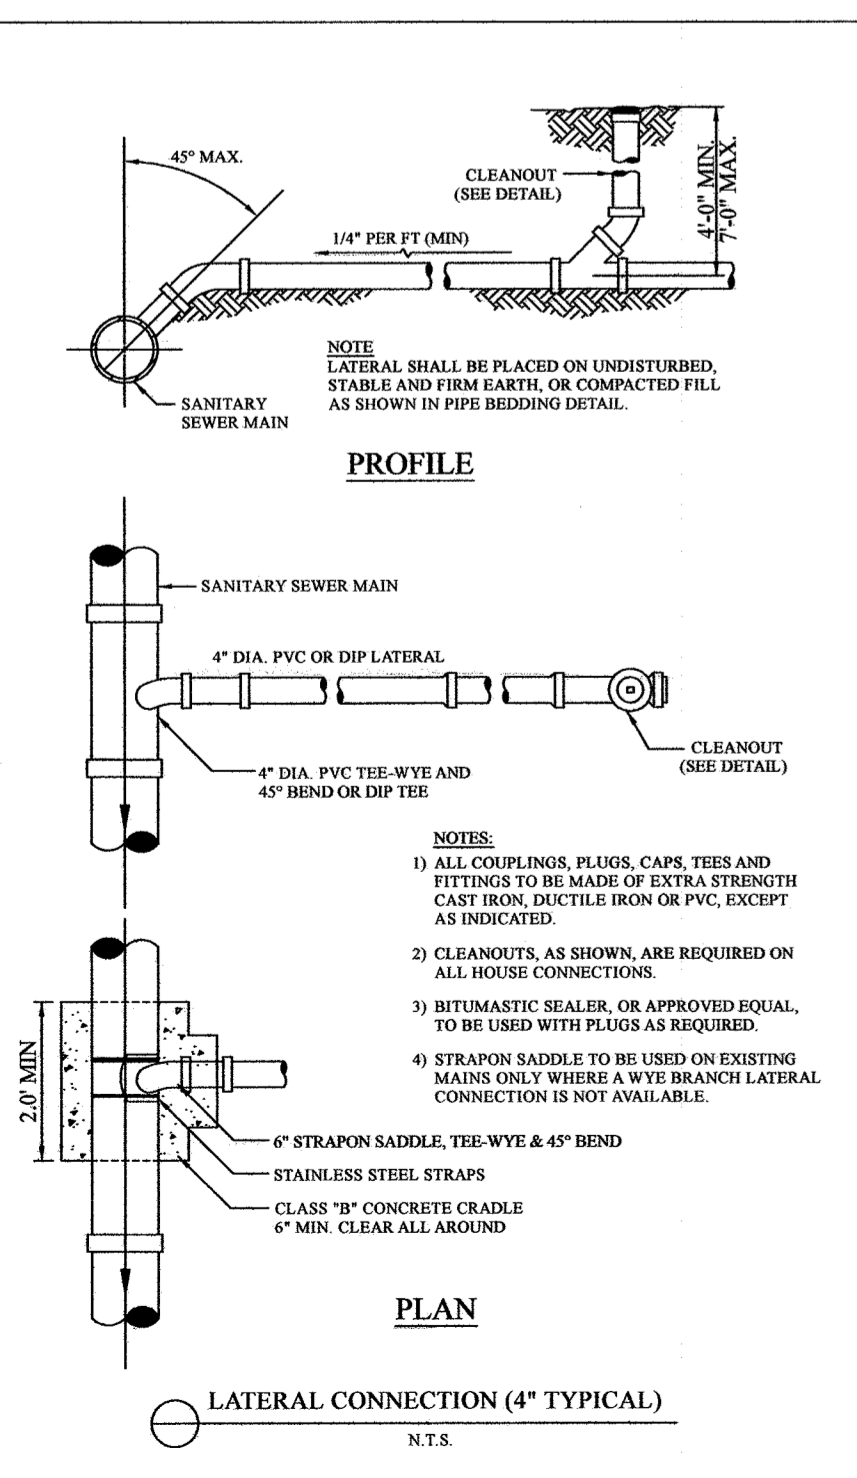 45° MAX.
CLEANOUT
(SEE DETAIL)
4'-0" MIN.
7'-0" MAX.
1/4" PER FT (MIN)
NOTE
LATERAL SHALL BE PLACED ON UNDISTURBED,
STABLE AND FIRM EARTH, OR COMPACTED FILL
AS SHOWN IN PIPE BEDDING DETAIL.
SANITARY
SEWER MAIN
PROFILE
SANITARY SEWER MAIN
4" DIA. PVC OR DIP LATERAL
CLEANOUT
(SEE DETAIL)
4" DIA. PVC TEE-WYE AND
45° BEND OR DIP TEE
NOTES:
1) ALL COUPLINGS, PLUGS, CAPS, TEES AND
FITTINGS TO BE MADE OF EXTRA STRENGTH
CAST IRON, DUCTILE IRON OR PVC, EXCEPT
AS INDICATED.
2) CLEANOUTS, AS SHOWN, ARE REQUIRED ON
ALL HOUSE CONNECTIONS.
3) BITUMASTIC SEALER, OR APPROVED EQUAL,
TO BE USED WITH PLUGS AS REQUIRED.
4) STRAPON SADDLE TO BE USED ON EXISTING
MAINS ONLY WHERE A WYE BRANCH LATERAL
CONNECTION IS NOT AVAILABLE.
2.0' MIN
6" STRAPON SADDLE, TEE-WYE & 45° BEND
STAINLESS STEEL STRAPS
CLASS "B" CONCRETE CRADLE
6" MIN. CLEAR ALL AROUND
PLAN
LATERAL CONNECTION (4" TYPICAL)
N.T.S.